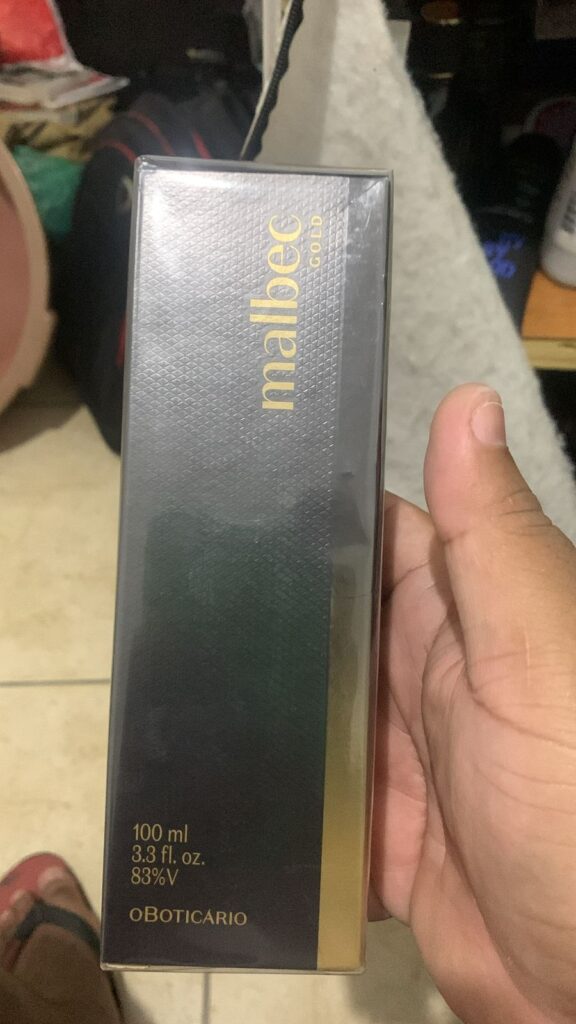 malbec
GOLD
100 ml
3.3 fl. oz.
83%V
oBOTICÁRIO